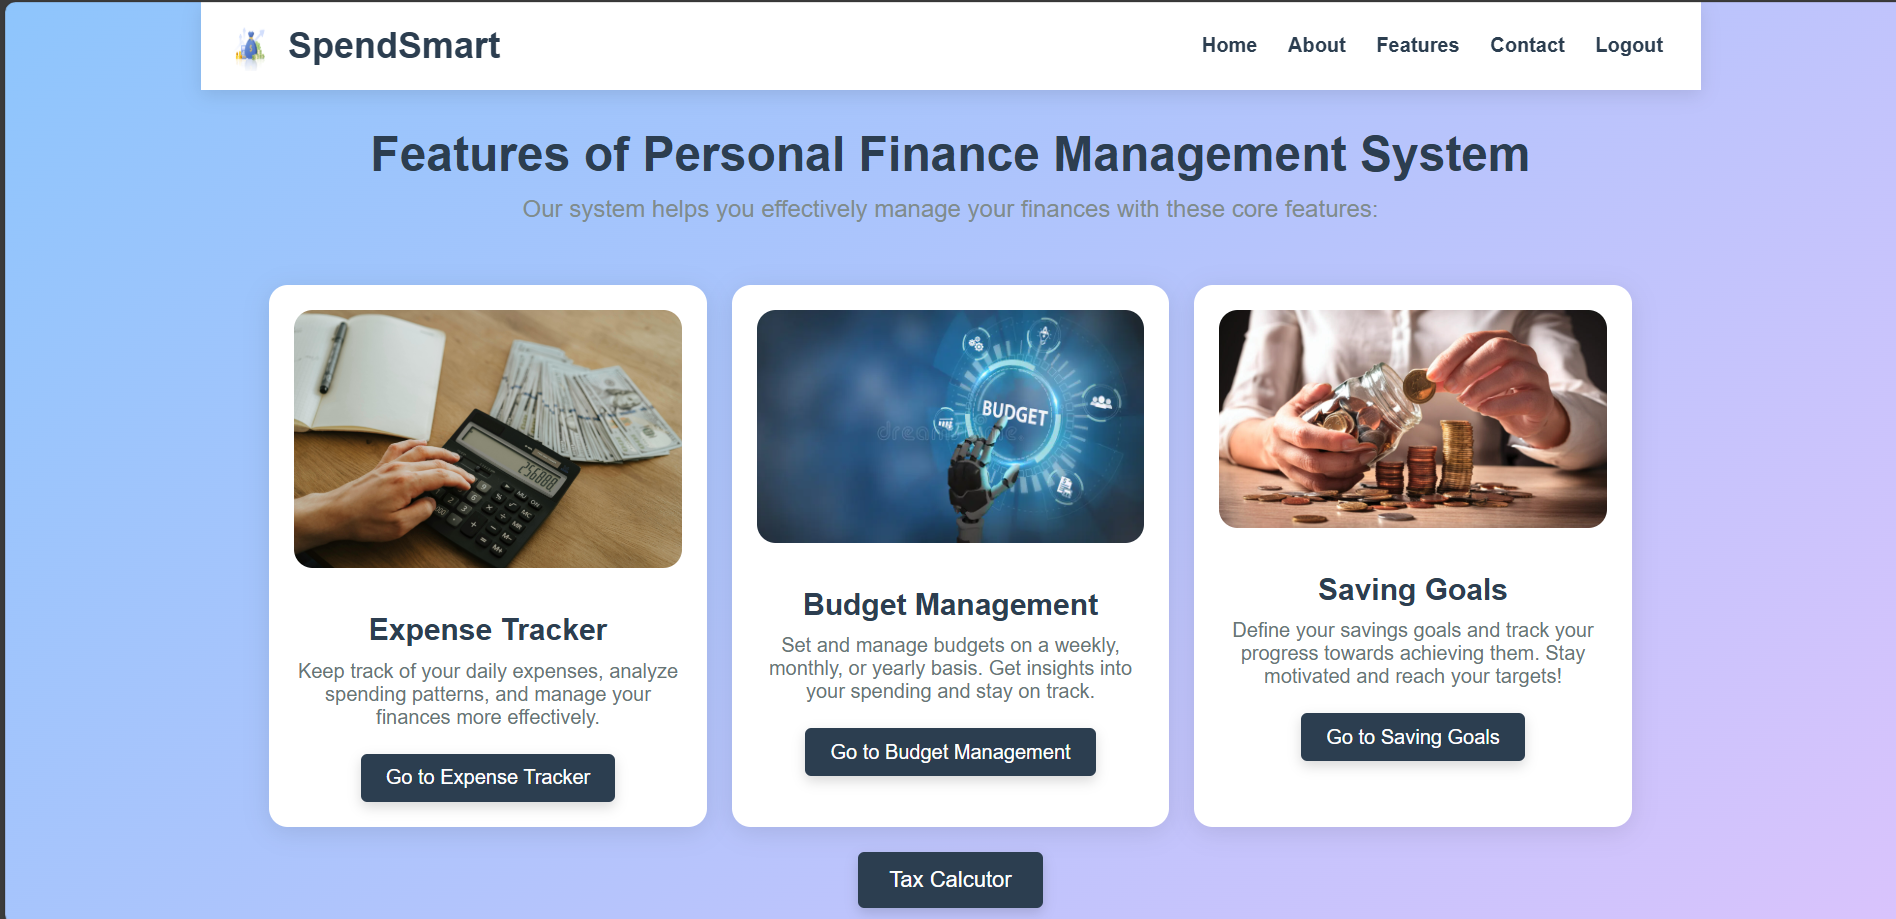 SpendSmart
Home About Features Contact Logout
Features of Personal Finance Management System
Our system helps you effectively manage your finances with these core features:
BUDGET
Expense Tracker
Keep track of your daily expenses, analyze
spending patterns, and manage your
finances more effectively.
Go to Expense Tracker
Budget Management
Set and manage budgets on a weekly,
monthly, or yearly basis. Get insights into
your spending and stay on track.
Go to Budget Management
Saving Goals
Define your savings goals and track your
progress towards achieving them. Stay
motivated and reach your targets!
Go to Saving Goals
Tax Calcutor